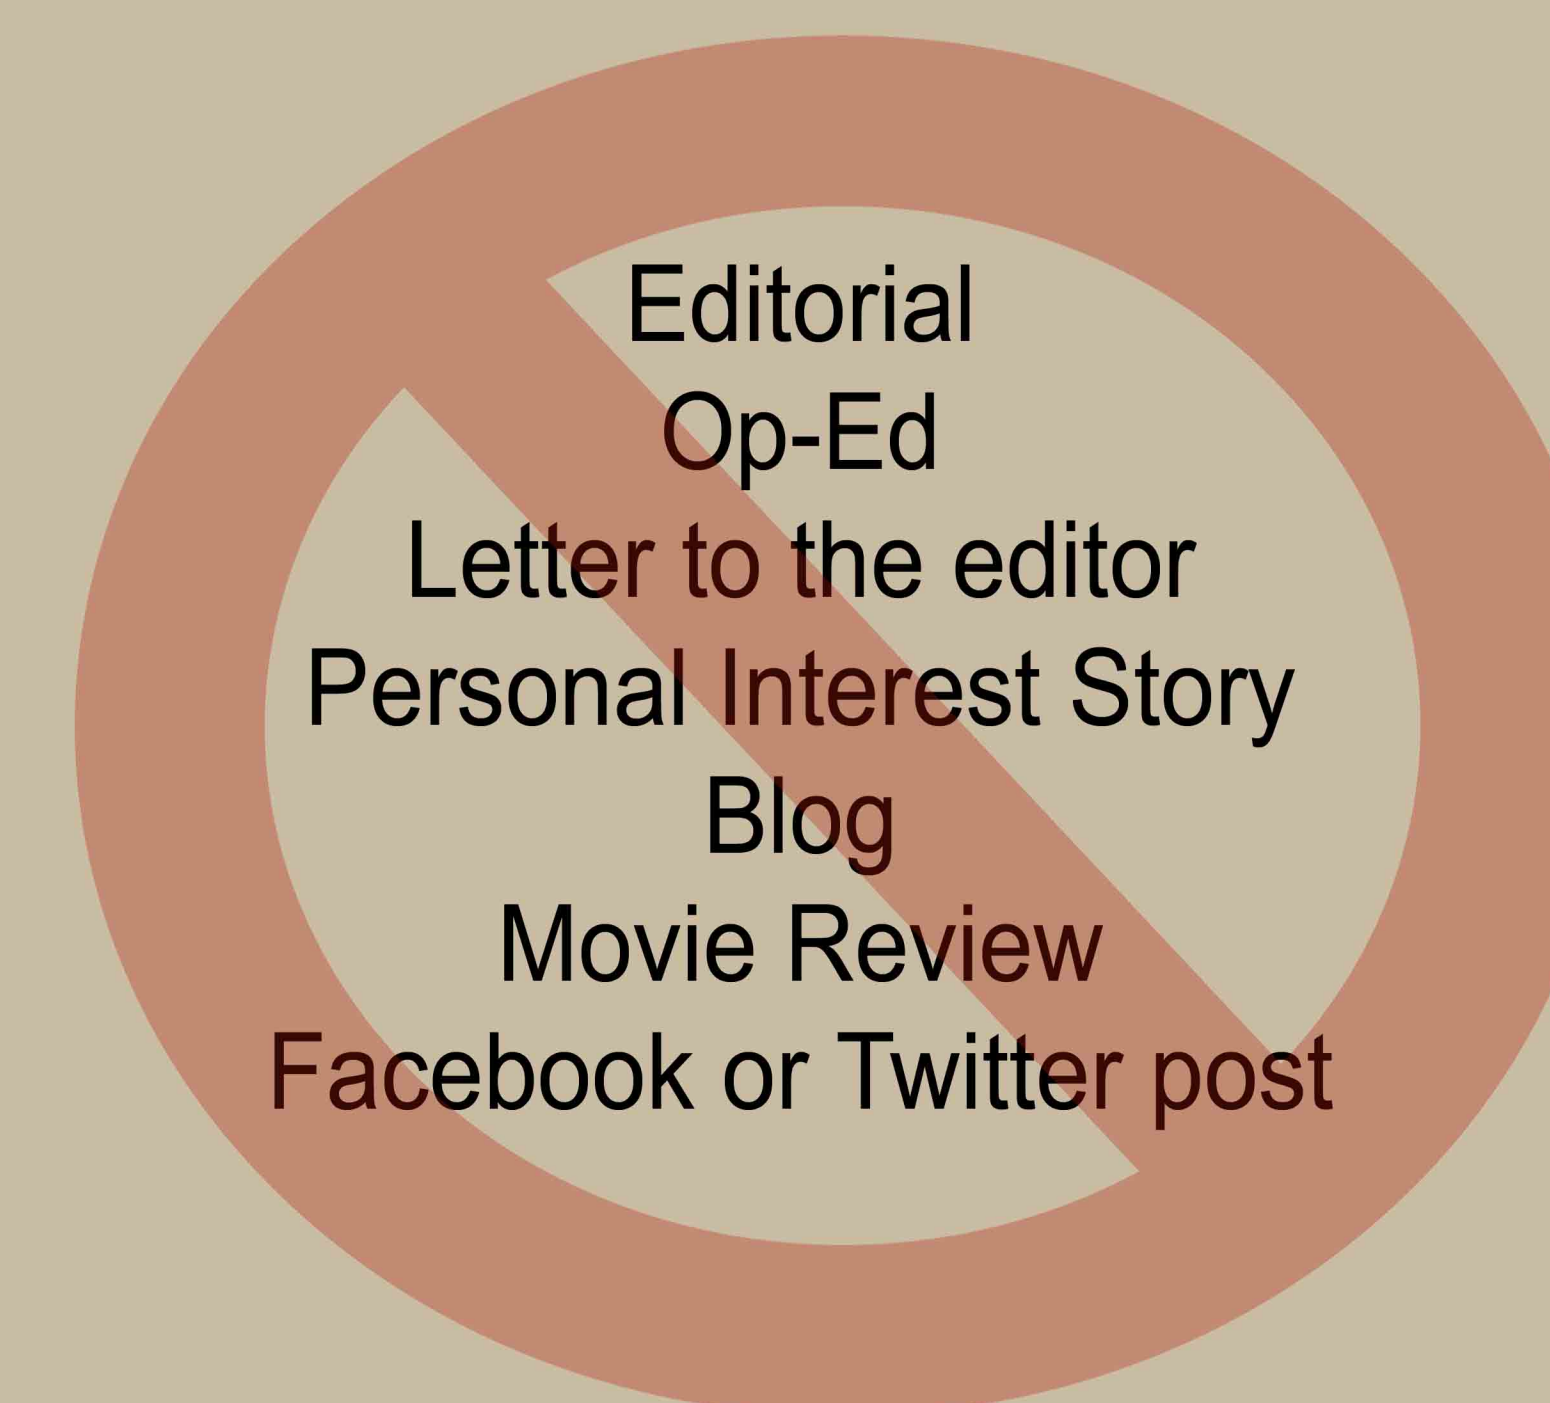 Editorial
Op-Ed
Letter to the editor
Personal Interest Story
Blog
Movie Review
Facebook or Twitter post